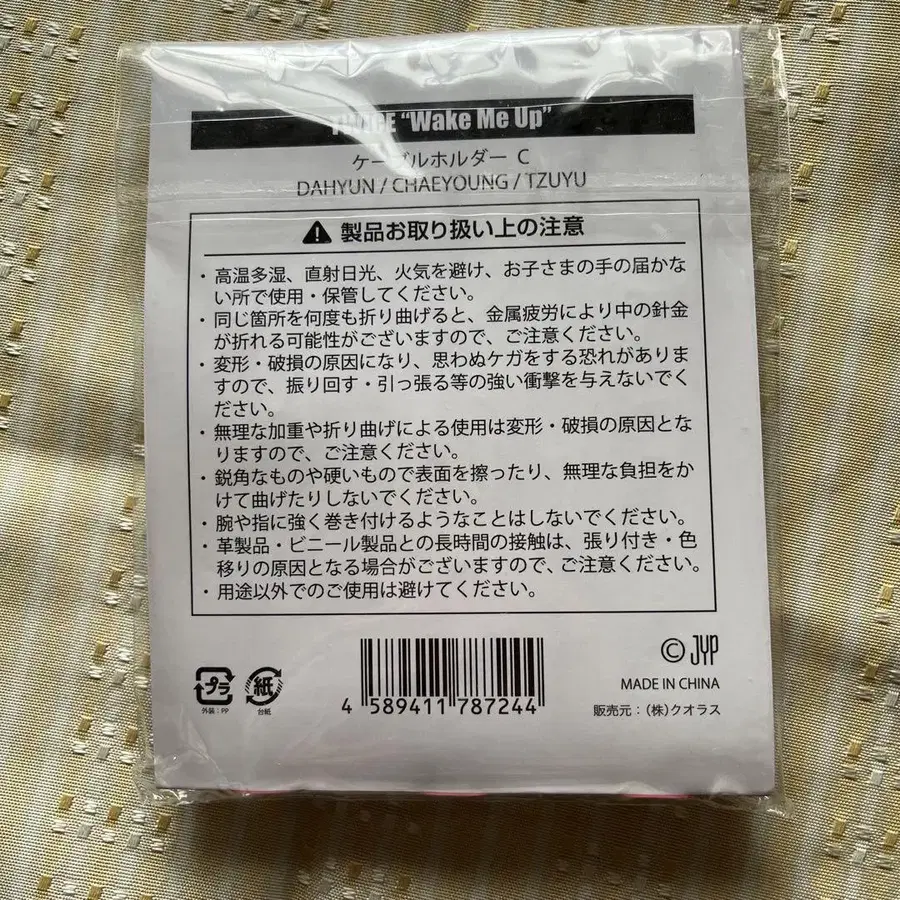 TWICE “Wake Me Up”
ケーブルホルダー C
DAHYUN / CHAEYOUNG / TZUYU
製品お取り扱い上の注意
・高温多湿、直射日光、火気を避け、お子さまの手の届かな
い所で使用・保管してください。
・同じ箇所を何度も折り曲げると、金属疲労により中の針金
が折れる可能性がございますので、ご注意ください。
・変形・破損の原因になり、思わぬケガをする恐れがありま
すので、振り回す・引っ張る等の強い衝撃を与えないでく
ださい。
・無理な加重や折り曲げによる使用は変形・破損の原因とな
りますので、ご注意ください。
・鋭角なものや硬いもので表面を擦ったり、無理な負担をか
けて曲げたりしないでください。
・腕や指に強く巻き付けるようなことはしないでください。
・革製品・ビニール製品との長時間の接触は、張り付き・色
移りの原因となる場合がございますので、ご注意ください。
・用途以外でのご使用は避けてください。
プラ
外装：PP
紙
台紙
4 589411 787244
© JYP
MADE IN CHINA
販売元：（株）クオラス